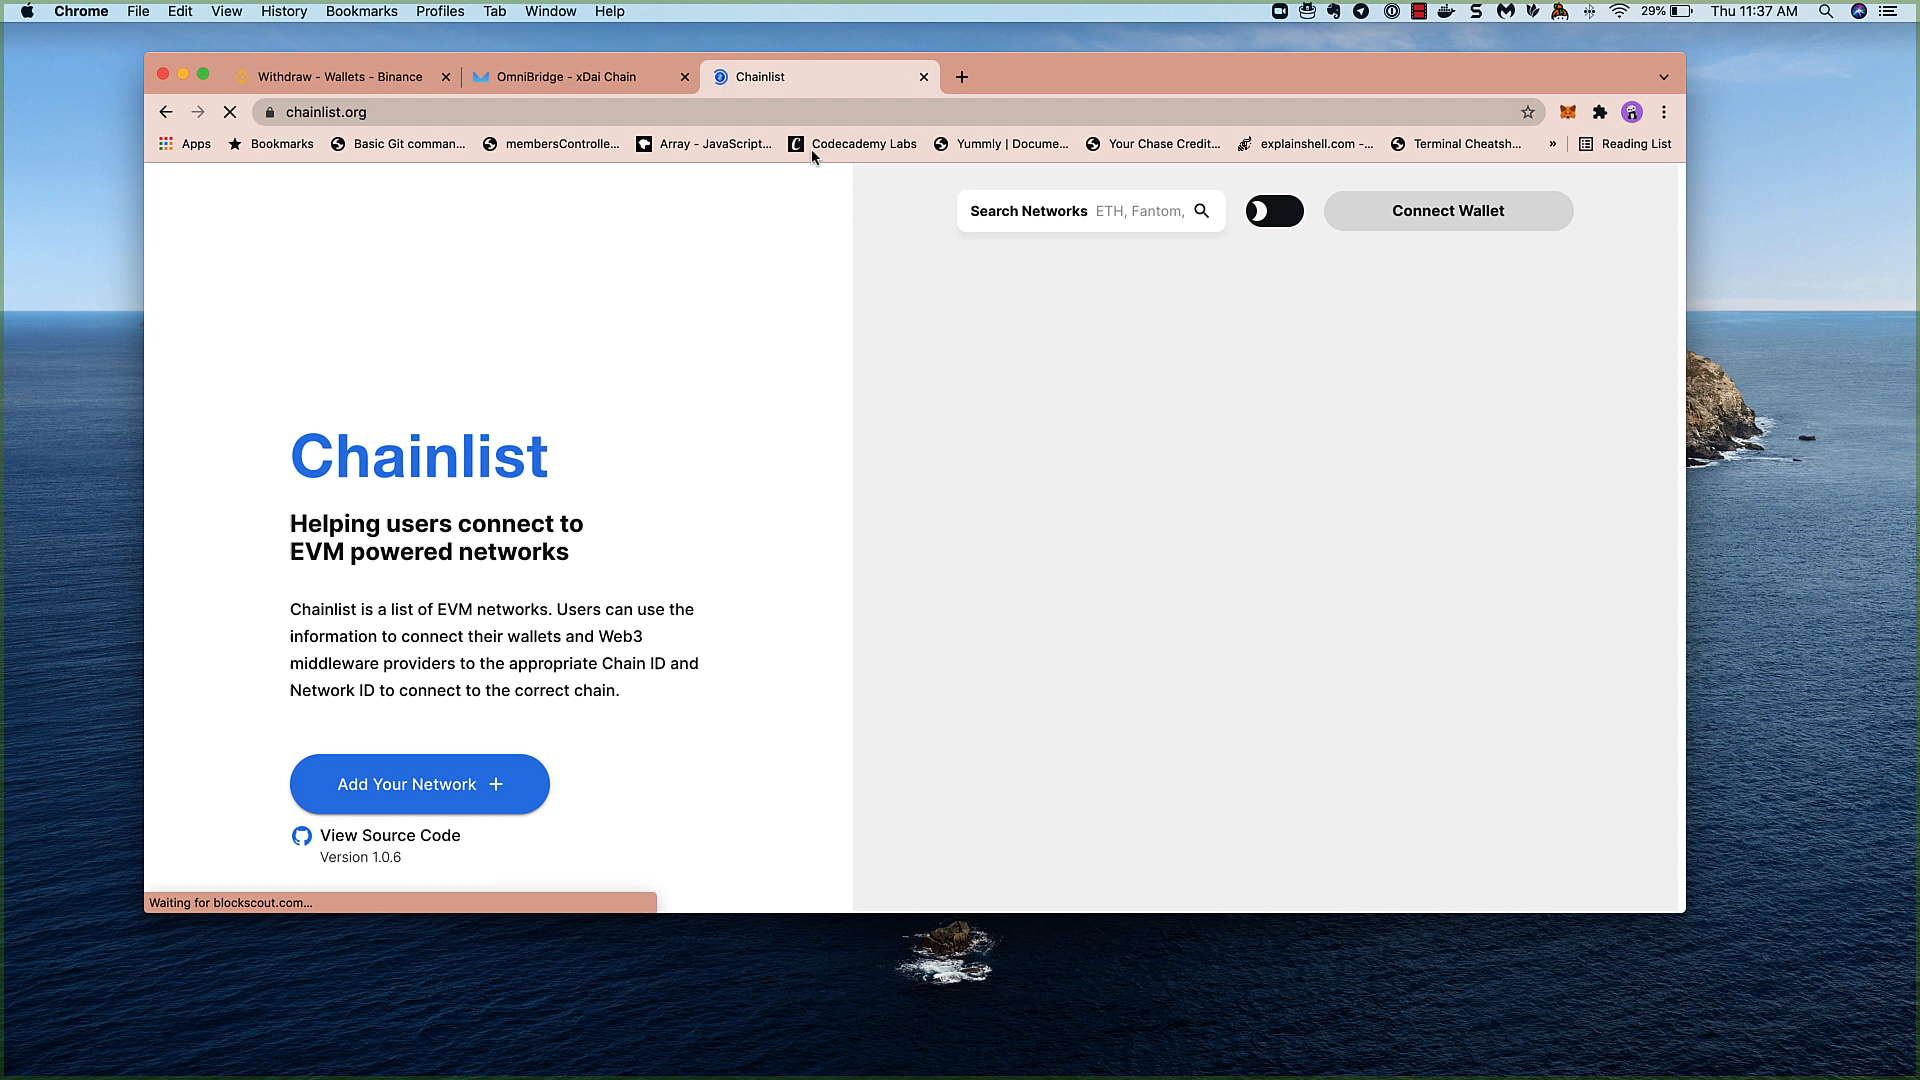 Chrome File Edit View History Bookmarks Profiles Tab Window Help 29% Thu 11:37 AM
Withdraw - Wallets - Binance OmniBridge - xDai Chain Chainlist
chainlist.org
Apps Bookmarks Basic Git comman... membersControlle... Array - JavaScript... Codecademy Labs Yummly | Docume... Your Chase Credit... explainshell.com -... Terminal Cheatsh... » Reading List
Search Networks ETH, Fantom, Connect Wallet
Chainlist
Helping users connect to
EVM powered networks
Chainlist is a list of EVM networks. Users can use the
information to connect their wallets and Web3
middleware providers to the appropriate Chain ID and
Network ID to connect to the correct chain.
Add Your Network +
View Source Code
Version 1.0.6
Waiting for blockscout.com...